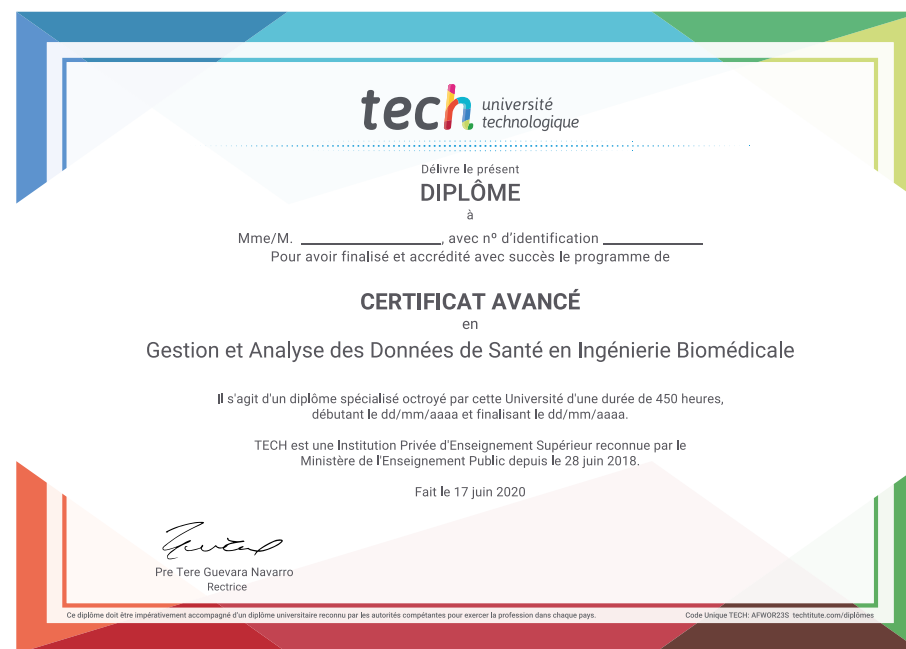 tech université
technologique
Délivre le présent
DIPLÔME
à
Mme/M. ____________________, avec nº d'identification ______________
Pour avoir finalisé et accrédité avec succès le programme de
CERTIFICAT AVANCÉ
en
Gestion et Analyse des Données de Santé en Ingénierie Biomédicale
Il s'agit d'un diplôme spécialisé octroyé par cette Université d'une durée de 450 heures,
débutant le dd/mm/aaaa et finalisant le dd/mm/aaaa.
TECH est une Institution Privée d'Enseignement Supérieur reconnue par le
Ministère de l'Enseignement Public depuis le 28 juin 2018.
Fait le 17 juin 2020
Pre Tere Guevara Navarro
Rectrice
Ce diplôme doit être impérativement accompagné d'un diplôme universitaire reconnu par les autorités compétentes pour exercer la profession dans chaque pays.
Code Unique TECH: AFWOR23S techtitute.com/diplômes